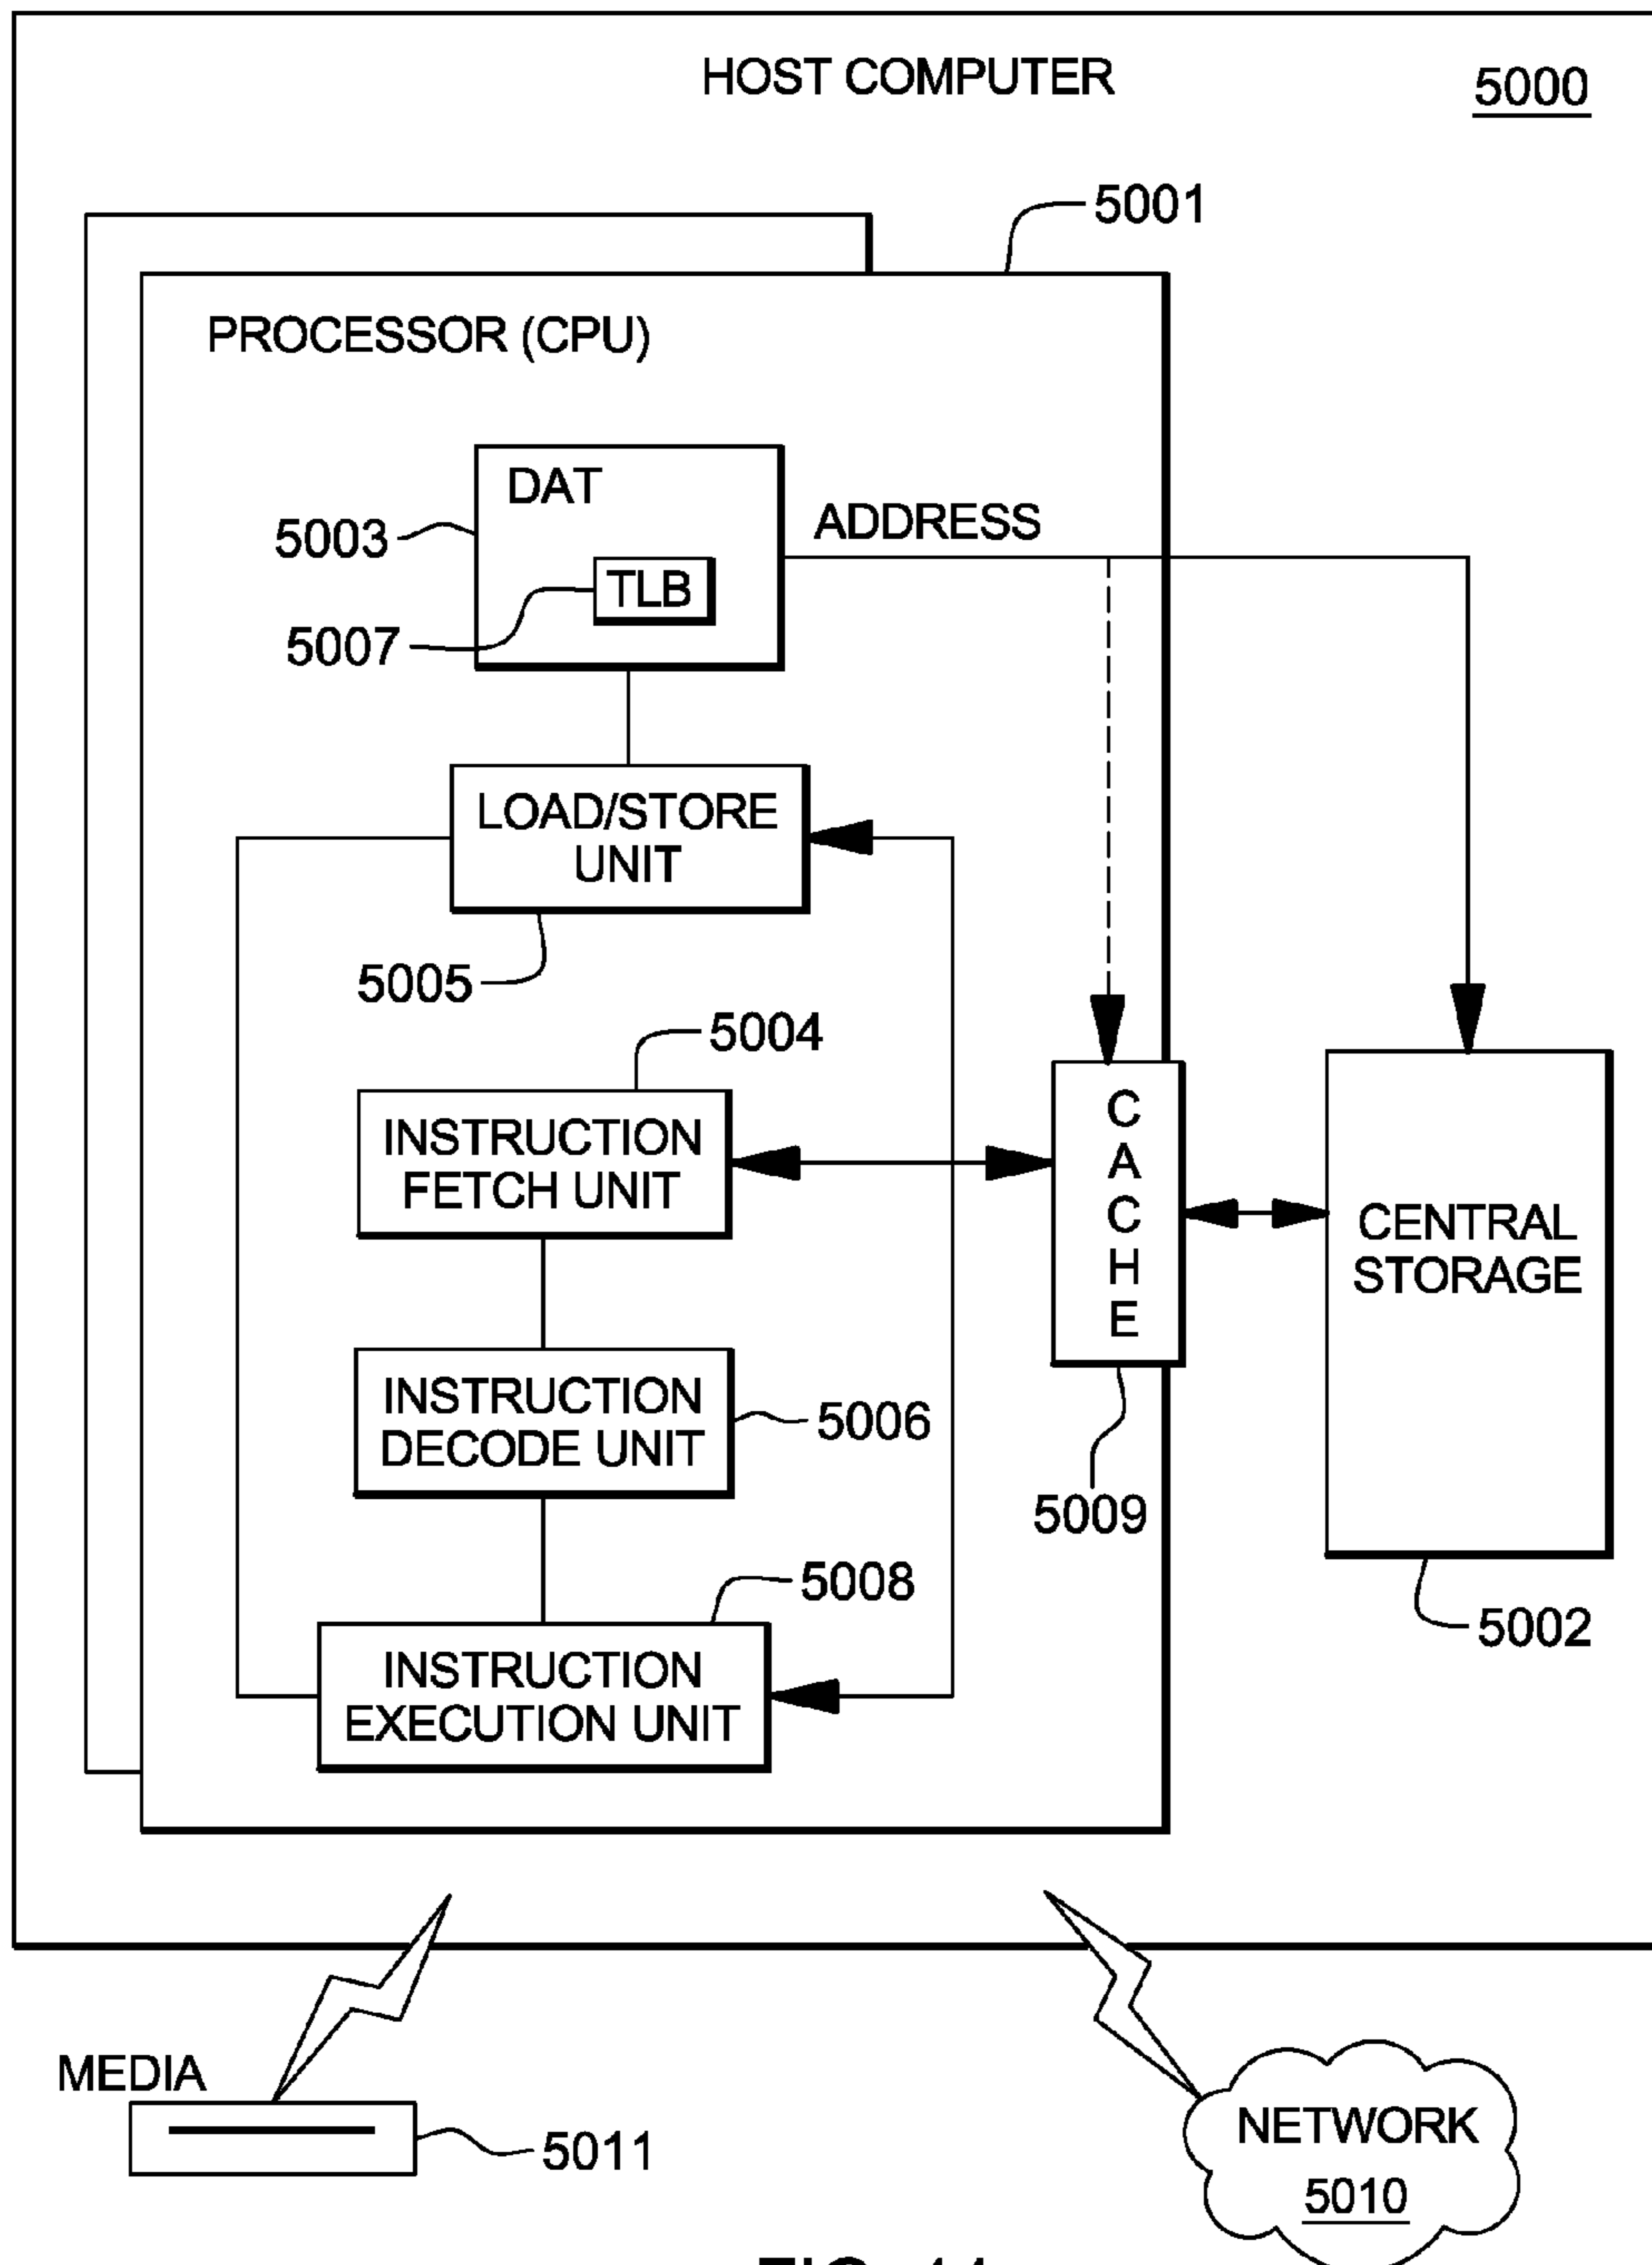 HOST COMPUTER
5000
5001
PROCESSOR (CPU)
DAT
5003
ADDRESS
TLB
5007
LOAD/STORE
UNIT
5005
5004
INSTRUCTION
FETCH UNIT
CACHE
CENTRAL
STORAGE
INSTRUCTION
DECODE UNIT
5006
5009
5008
INSTRUCTION
EXECUTION UNIT
5002
MEDIA
5011
NETWORK
5010